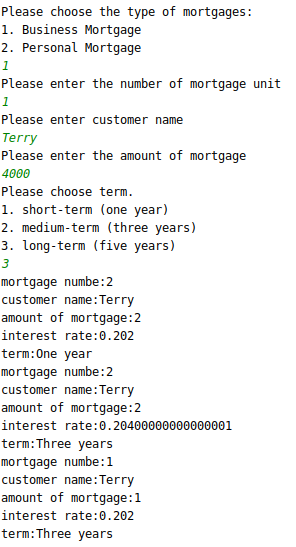 Please choose the type of mortgages:
1. Business Mortgage
2. Personal Mortgage
1
Please enter the number of mortgage unit
1
Please enter customer name
Terry
Please enter the amount of mortgage
4000
Please choose term.
1. short-term (one year)
2. medium-term (three years)
3. long-term (five years)
3
mortgage numbe:2
customer name:Terry
amount of mortgage:2
interest rate:0.202
term:One year
mortgage numbe:2
customer name:Terry
amount of mortgage:2
interest rate:0.20400000000000001
term:Three years
mortgage numbe:1
customer name:Terry
amount of mortgage:1
interest rate:0.202
term:Three years